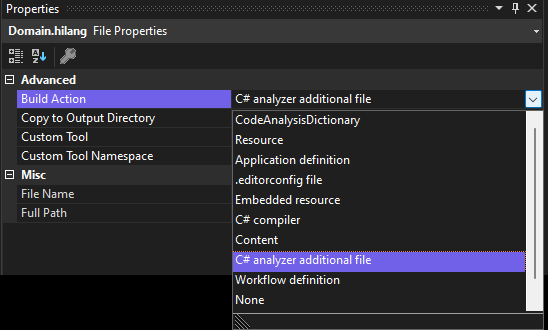 Properties
Domain.hilang File Properties
Advanced
Build Action C# analyzer additional file
Copy to Output Directory
Custom Tool
Custom Tool Namespace
Misc
File Name
Full Path
CodeAnalysisDictionary
Resource
Application definition
.editorconfig file
Embedded resource
C# compiler
Content
C# analyzer additional file
Workflow definition
None